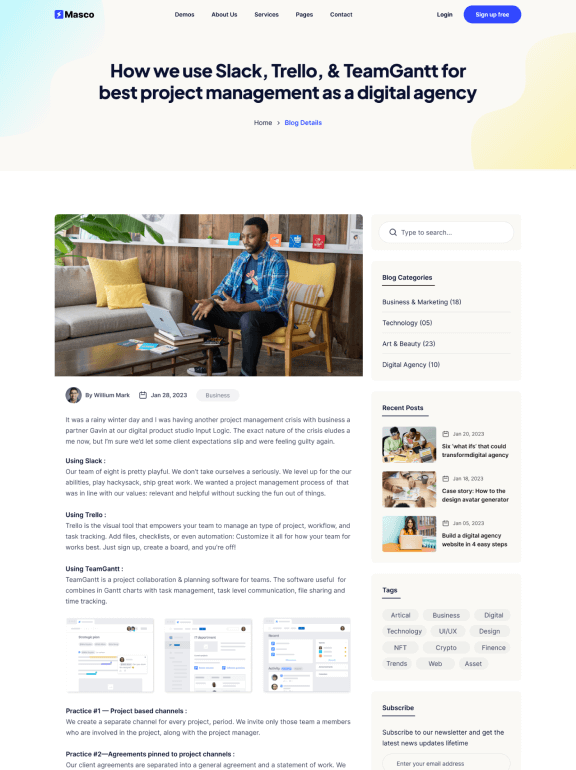 Masco
Demos
About Us
Services
Pages
Contact
Login
Sign up free
How we use Slack, Trello, & TeamGantt for
best project management as a digital agency
Home > Blog Details
By Willium Mark
Jan 28, 2023
Business
It was a rainy winter day and I was having another project management crisis with business a
partner Gavin at our digital product studio Input Logic. The exact nature of the crisis eludes a
me now, but I'm sure we'd let some client expectations slip and were feeling guilty again.
Using Slack :
Our team of eight is pretty playful. We don't take ourselves a seriously. We level up for the our
abilities, play hackysack, ship great work. We wanted a project management process of that
was in line with our values: relevant and helpful without sucking the fun out of things.
Using Trello :
Trello is the visual tool that empowers your team to manage an type of project, workflow, and
task tracking. Add files, checklists, or even automation: Customize it all for how your team for
works best. Just sign up, create a board, and you're off!
Using TeamGantt :
TeamGantt is a project collaboration & planning software for teams. The software useful for
combines in Gantt charts with task management, task level communication, file sharing and
time tracking.
Practice #1 — Project based channels :
We create a separate channel for every project, period. We invite only those team a members
who are involved in the project, along with the project manager.
Practice #2—Agreements pinned to project channels :
Our client agreements are separated into a general agreement and a statement of work. We
Type to search...
Blog Categories
Business & Marketing (18)
Technology (05)
Art & Beauty (23)
Digital Agency (10)
Recent Posts
Jan 20, 2023
Six 'what ifs' that could
transformdigital agency
Jan 16, 2023
Case story: How to the
design avatar generator
Jan 05, 2023
Build a digital agency
website in 4 easy steps
Tags
Artical
Business
Digital
Technology
UI/UX
Design
NFT
Crypto
Finence
Trends
Web
Asset
Subscribe
Subscribe to our newsletter and get the
latest news updates lifetime
Enter your email address